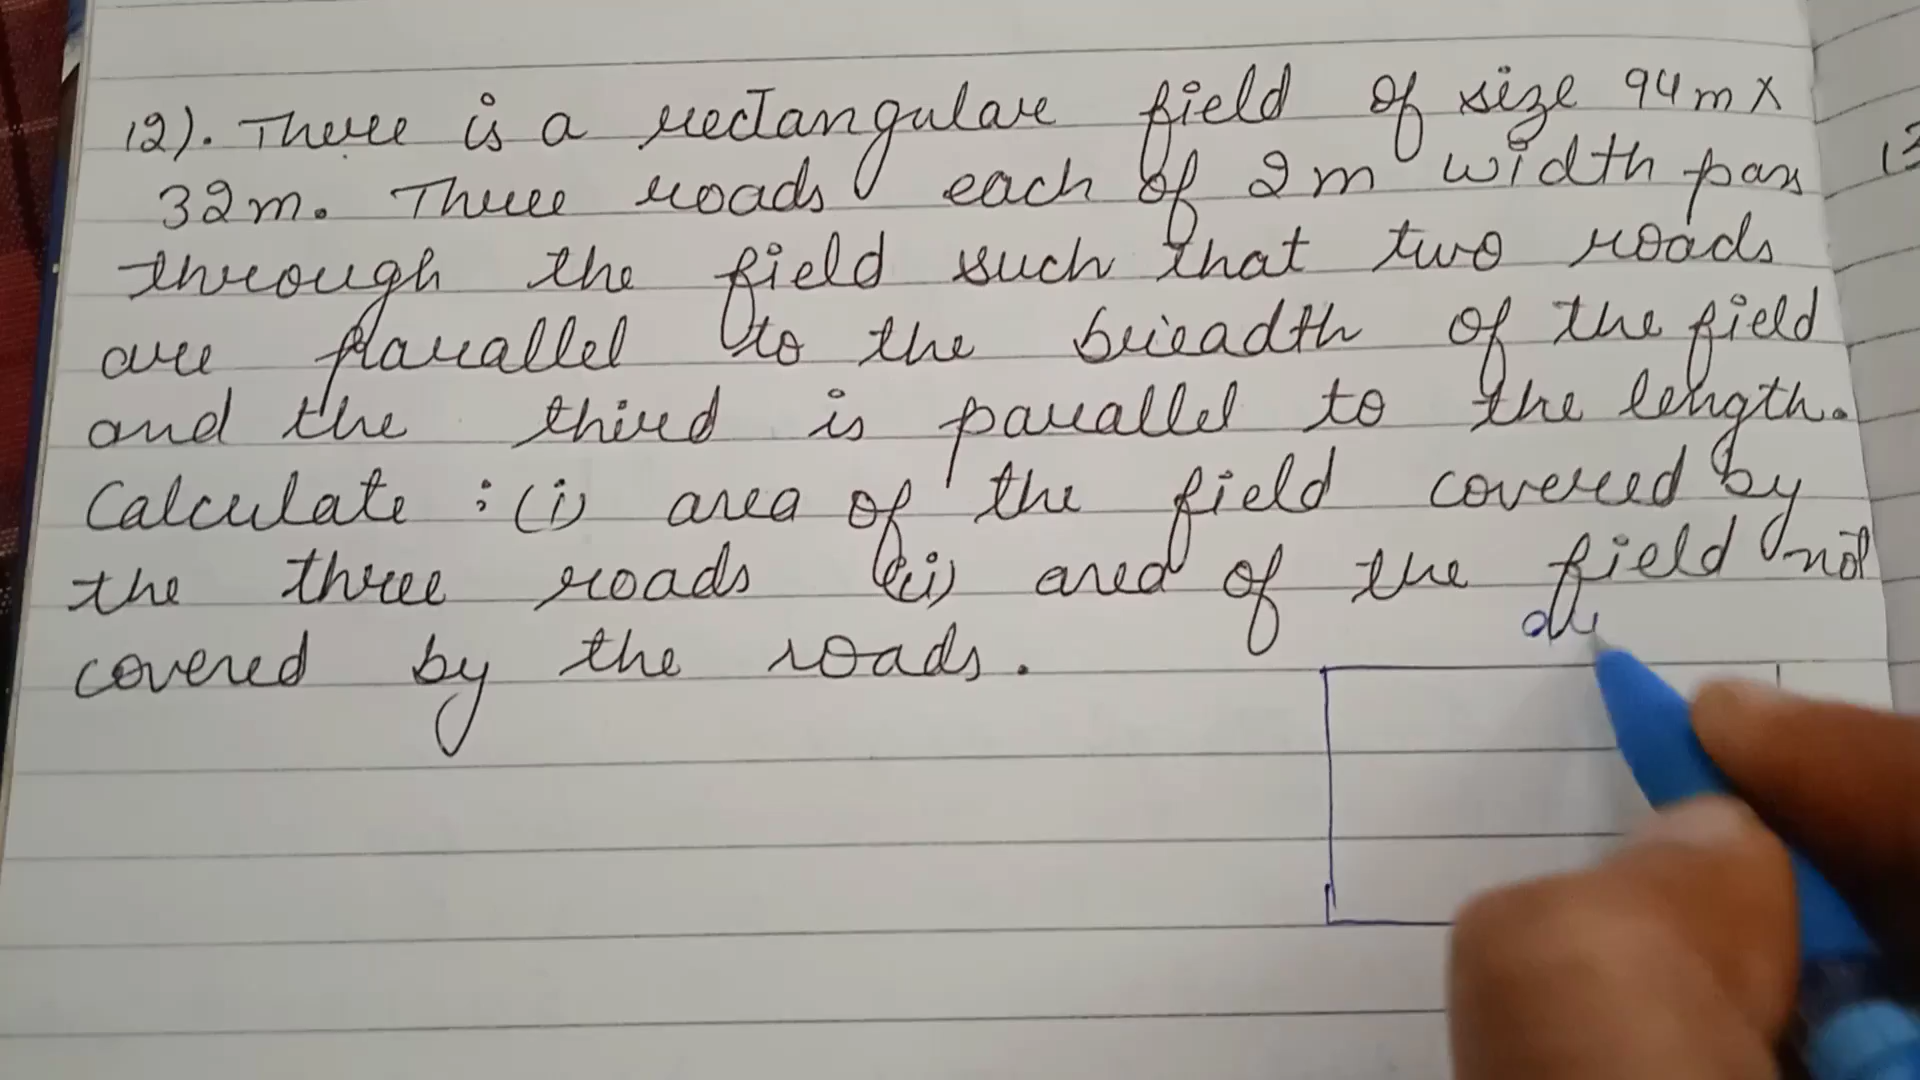 12). There is a rectangular field of size 94m x
32m. Three roads each of 2m width pass
through the field such that two roads
are parallel to the breadth of the field
and the third is parallel to the length.
Calculate : (i) area of the field covered by
the three roads (ii) area of the field not
covered by the roads.